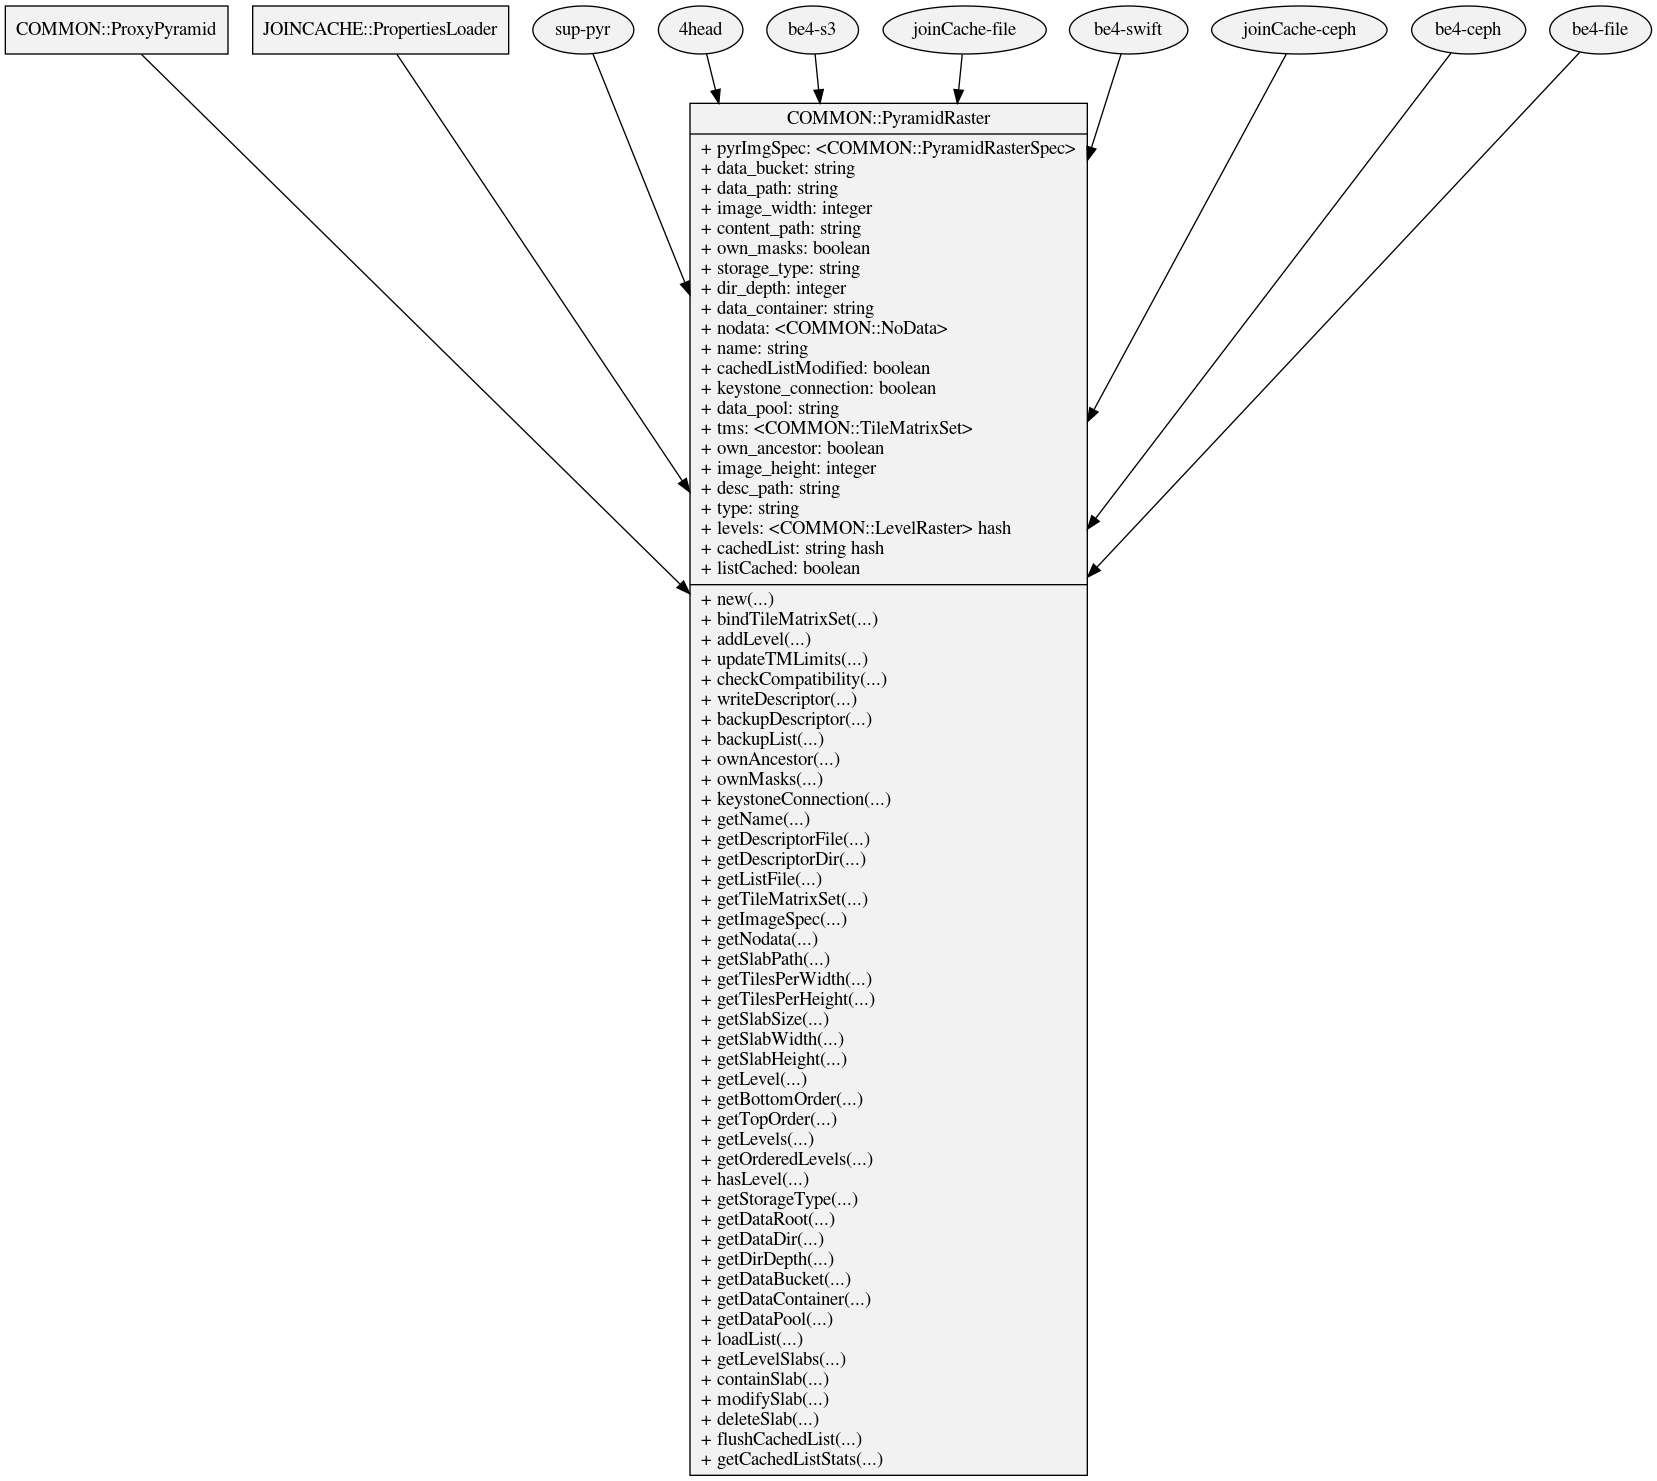 COMMON::ProxyPyramid
JOINCACHE::PropertiesLoader
sup-pyr
4head
be4-s3
joinCache-file
be4-swift
joinCache-ceph
be4-ceph
be4-file
COMMON::PyramidRaster
+ pyrImgSpec: <COMMON::PyramidRasterSpec>
+ data_bucket: string
+ data_path: string
+ image_width: integer
+ content_path: string
+ own_masks: boolean
+ storage_type: string
+ dir_depth: integer
+ data_container: string
+ nodata: <COMMON::NoData>
+ name: string
+ cachedListModified: boolean
+ keystone_connection: boolean
+ data_pool: string
+ tms: <COMMON::TileMatrixSet>
+ own_ancestor: boolean
+ image_height: integer
+ desc_path: string
+ type: string
+ levels: <COMMON::LevelRaster> hash
+ cachedList: string hash
+ listCached: boolean
+ new(...)
+ bindTileMatrixSet(...)
+ addLevel(...)
+ updateTMLimits(...)
+ checkCompatibility(...)
+ writeDescriptor(...)
+ backupDescriptor(...)
+ backupList(...)
+ ownAncestor(...)
+ ownMasks(...)
+ keystoneConnection(...)
+ getName(...)
+ getDescriptorFile(...)
+ getDescriptorDir(...)
+ getListFile(...)
+ getTileMatrixSet(...)
+ getImageSpec(...)
+ getNodata(...)
+ getSlabPath(...)
+ getTilesPerWidth(...)
+ getTilesPerHeight(...)
+ getSlabSize(...)
+ getSlabWidth(...)
+ getSlabHeight(...)
+ getLevel(...)
+ getBottomOrder(...)
+ getTopOrder(...)
+ getLevels(...)
+ getOrderedLevels(...)
+ hasLevel(...)
+ getStorageType(...)
+ getDataRoot(...)
+ getDataDir(...)
+ getDirDepth(...)
+ getDataBucket(...)
+ getDataContainer(...)
+ getDataPool(...)
+ loadList(...)
+ getLevelSlabs(...)
+ containSlab(...)
+ modifySlab(...)
+ deleteSlab(...)
+ flushCachedList(...)
+ getCachedListStats(...)